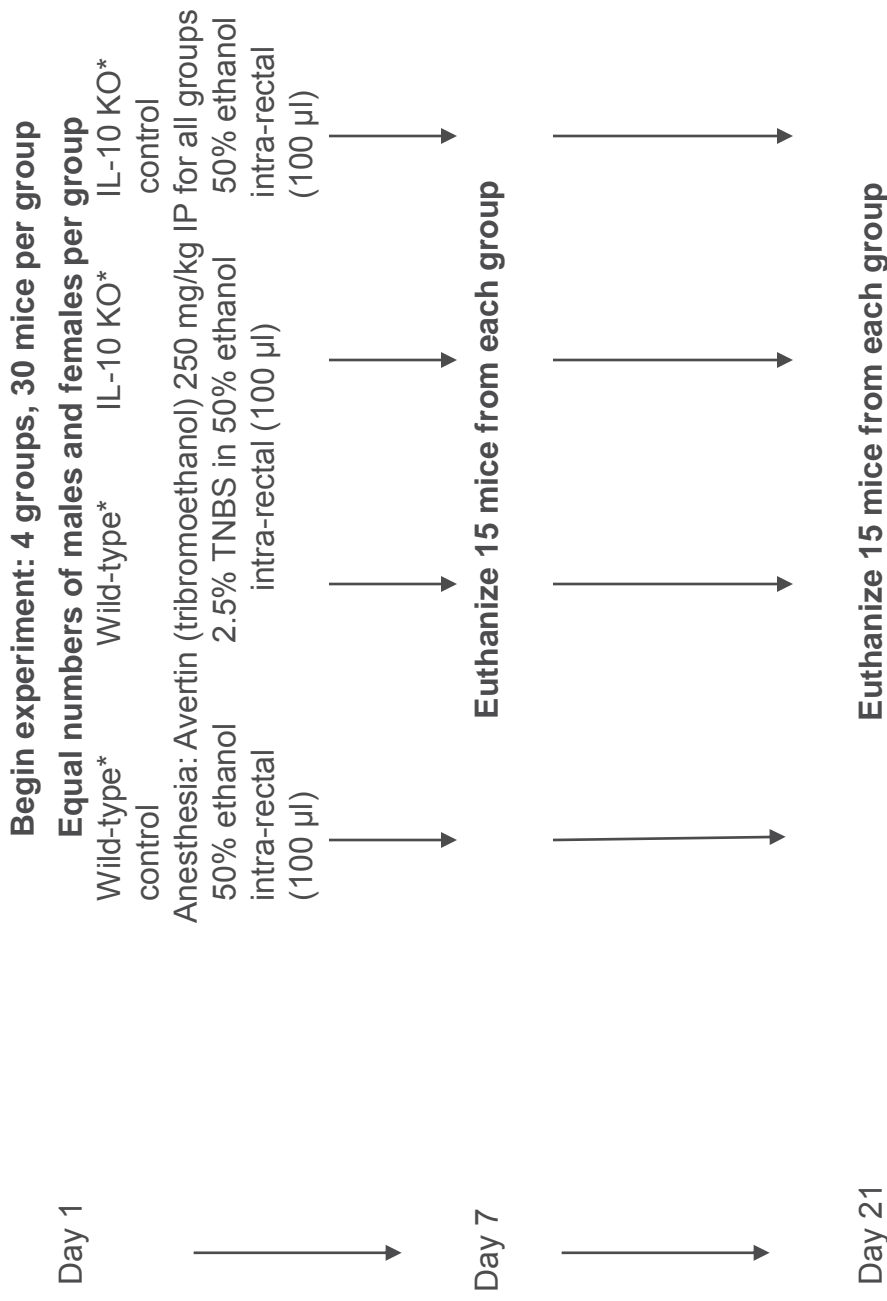 Begin experiment: 4 groups, 30 mice per group
Equal numbers of males and females per group
Day 1
Wild-type*
control
Wild-type*
IL-10 KO*
IL-10 KO*
control
Anesthesia: Avertin (tribromoethanol) 250 mg/kg IP for all groups
50% ethanol
intra-rectal
(100 µl)
2.5% TNBS in 50% ethanol
intra-rectal (100 µl)
50% ethanol
intra-rectal
(100 µl)
Day 7
Euthanize 15 mice from each group
Day 21
Euthanize 15 mice from each group